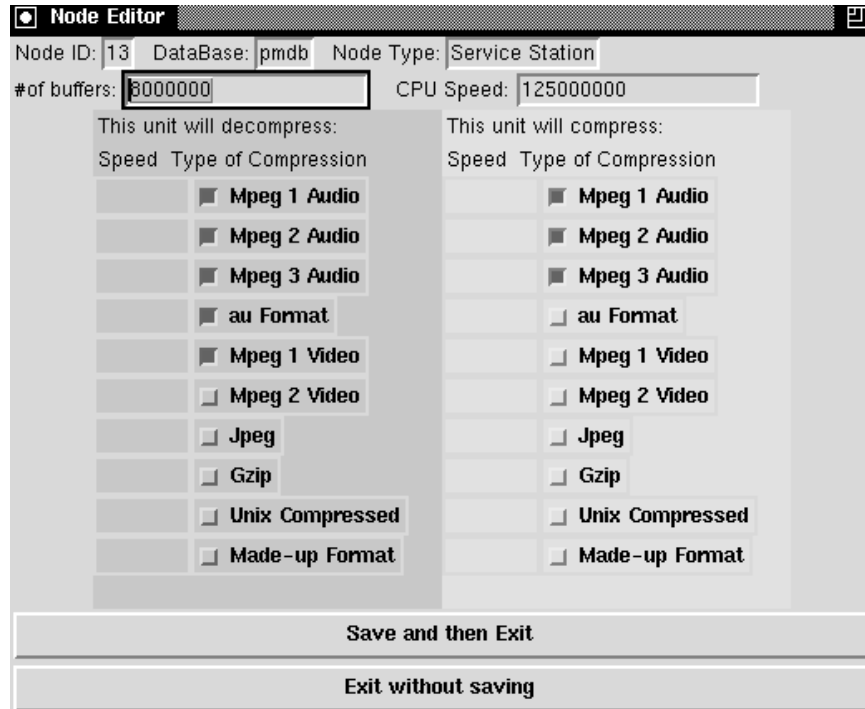 Node Editor
Node ID: 13 DataBase: pmdb Node Type: Service Station
#of buffers: 8000000 CPU Speed: 125000000
This unit will decompress: This unit will compress:
Speed Type of Compression Speed Type of Compression
Mpeg 1 Audio Mpeg 1 Audio
Mpeg 2 Audio Mpeg 2 Audio
Mpeg 3 Audio Mpeg 3 Audio
au Format au Format
Mpeg 1 Video Mpeg 1 Video
Mpeg 2 Video Mpeg 2 Video
Jpeg Jpeg
Gzip Gzip
Unix Compressed Unix Compressed
Made-up Format Made-up Format
Save and then Exit
Exit without saving